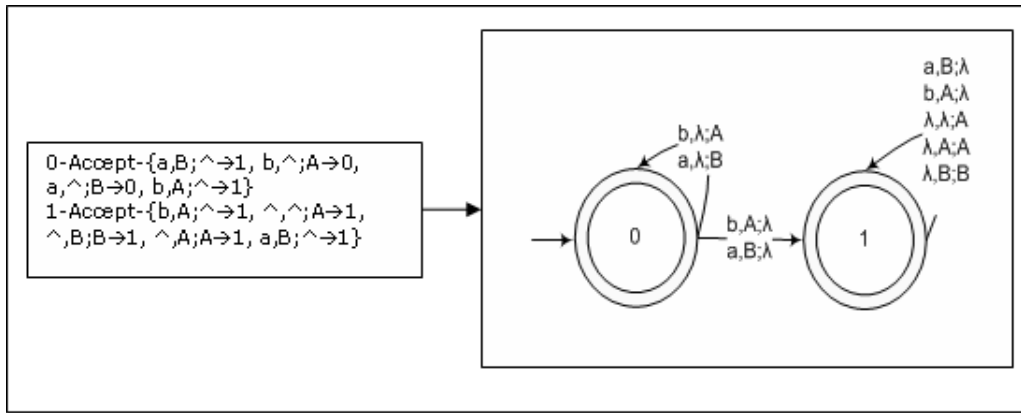 0-Accept-{a,B;^→1, b,^;A→0,
a,^;B→0, b,A;^→1}
1-Accept-{b,A;^→1, ^,^;A→1,
^,B;B→1, ^,A;A→1, a,B;^→1}
b,λ;A
a,λ;B
0
b,A;λ
a,B;λ
a,B;λ
b,A;λ
λ,λ;A
λ,A;A
λ,B;B
1